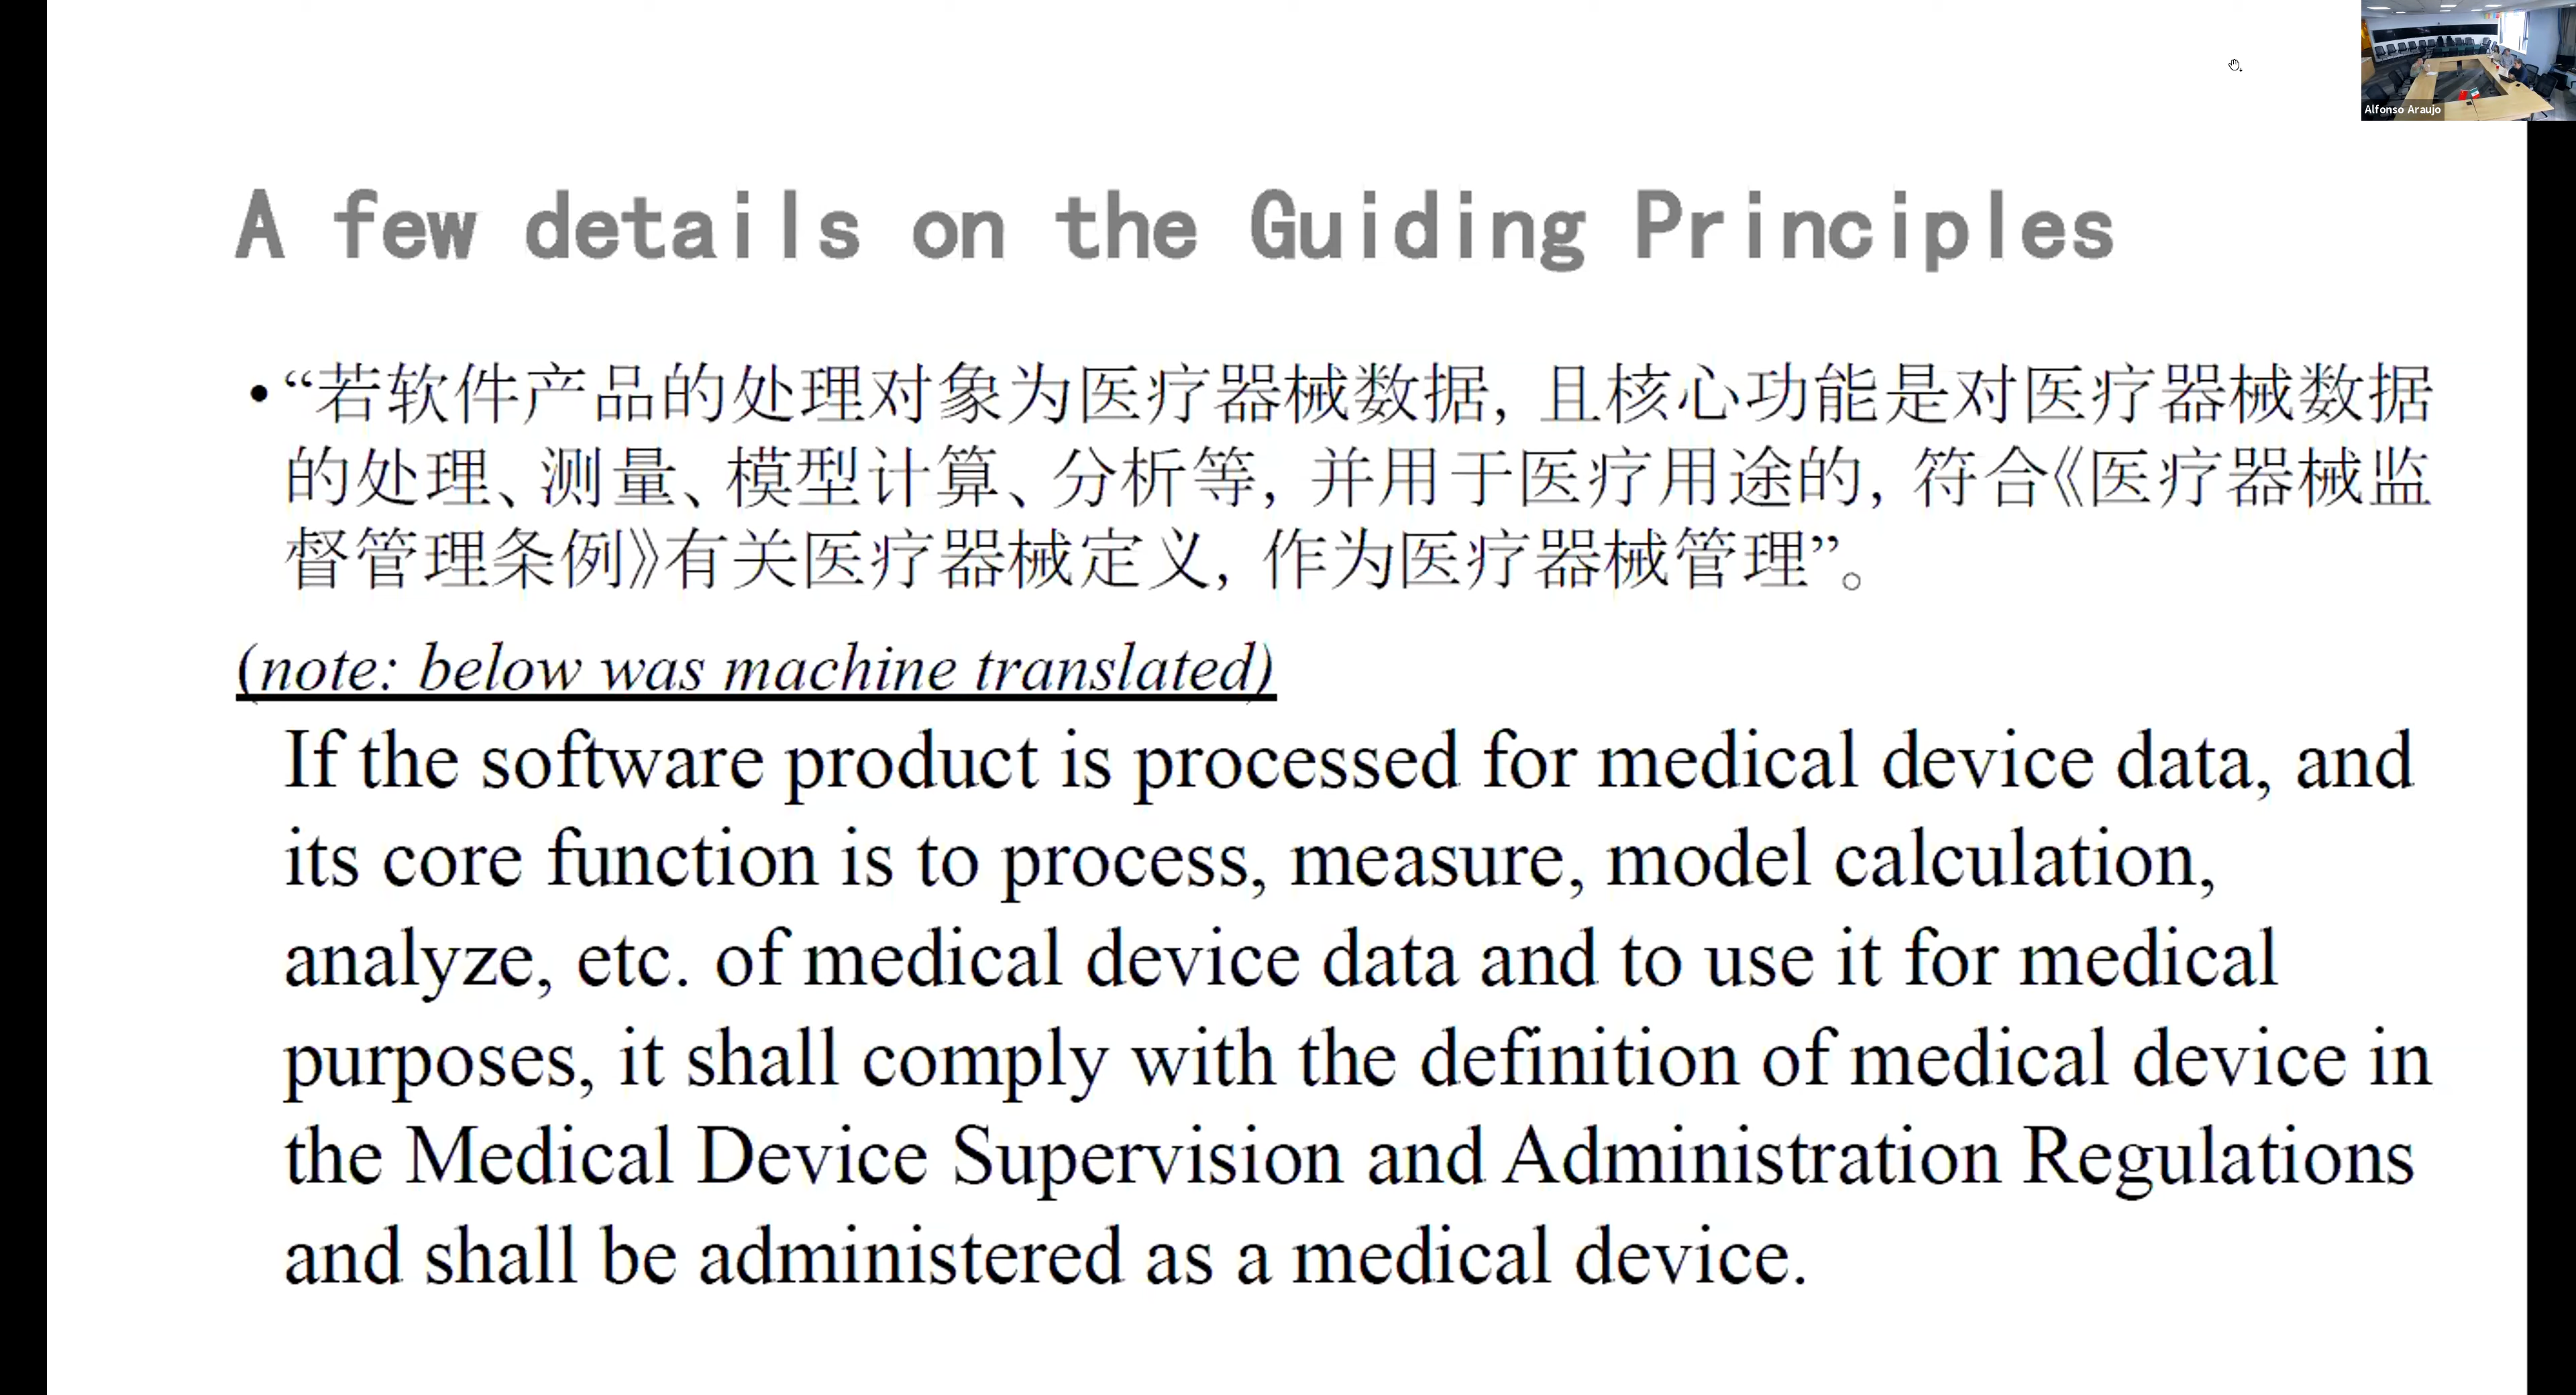 Alfonso Araujo
A few details on the Guiding Principles
•“若软件产品的处理对象为医疗器械数据, 且核心功能是对医疗器械数据
的处理、测量、模型计算、分析等, 并用于医疗用途的, 符合《医疗器械监
督管理条例》有关医疗器械定义, 作为医疗器械管理”。
(note: below was machine translated)
If the software product is processed for medical device data, and
its core function is to process, measure, model calculation,
analyze, etc. of medical device data and to use it for medical
purposes, it shall comply with the definition of medical device in
the Medical Device Supervision and Administration Regulations
and shall be administered as a medical device.